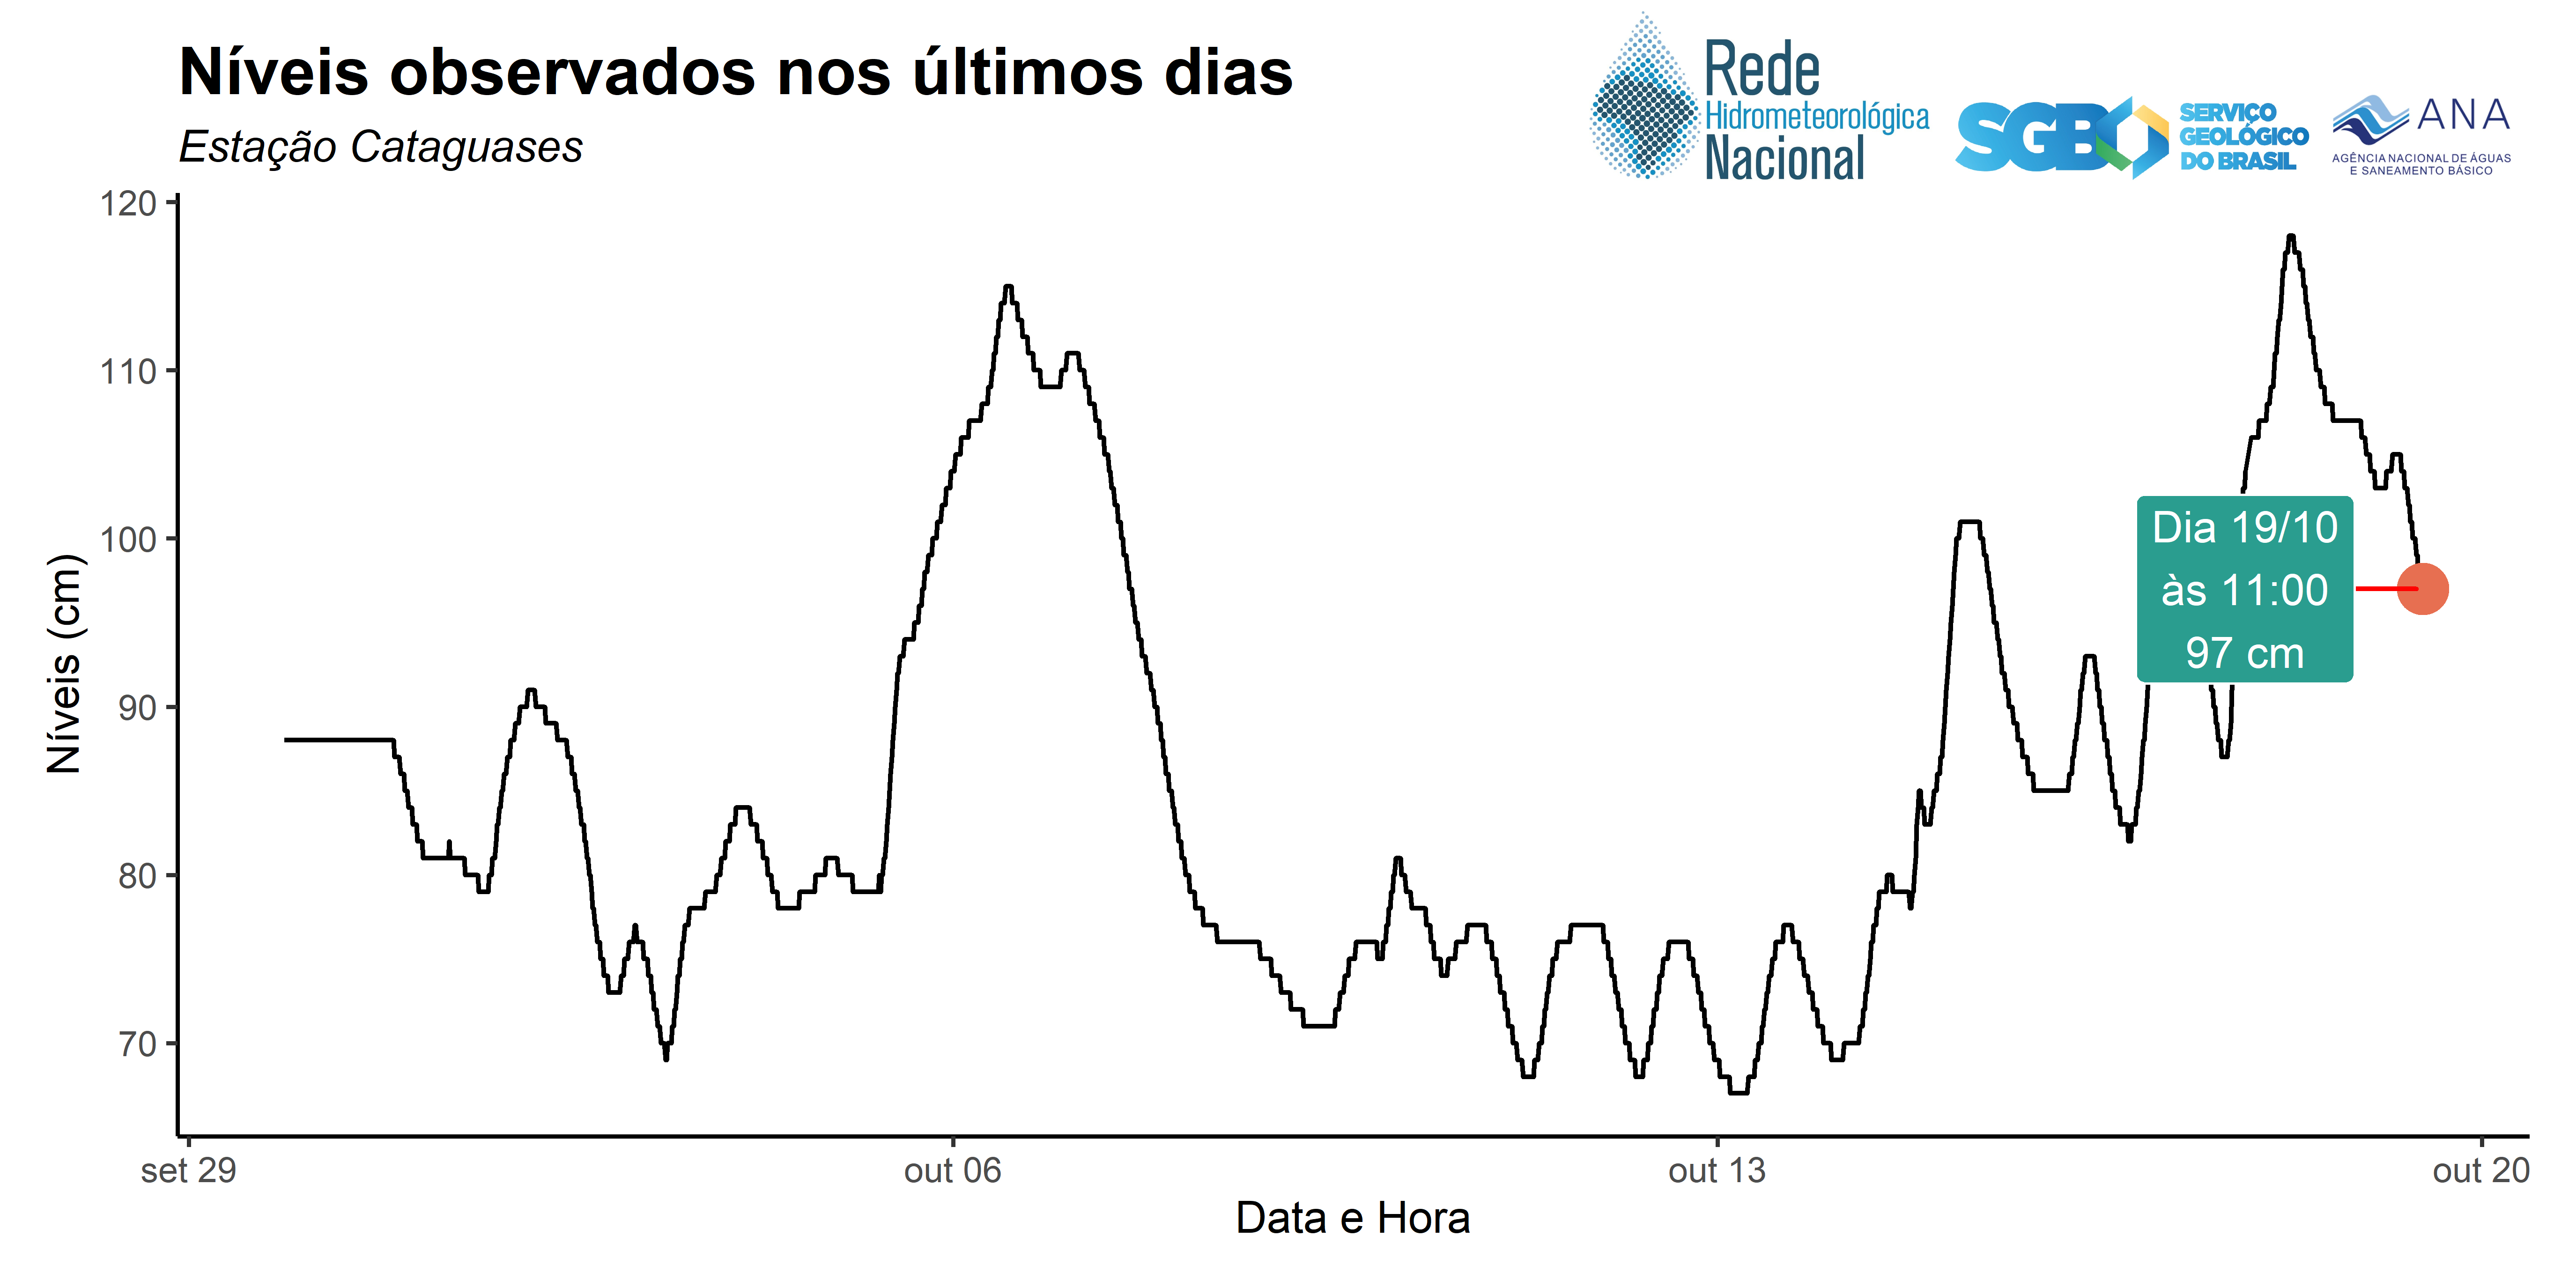 Níveis observados nos últimos dias
Estação Cataguases
Rede
Hidrometeorológica
Nacional
SGB
SERVIÇO
GEOLÓGICO
DO BRASIL
ANA
AGÊNCIA NACIONAL DE ÁGUAS
E SANEAMENTO BÁSICO
120
110
100
90
80
70
Níveis (cm)
Dia 19/10
às 11:00
97 cm
set 29
out 06
out 13
out 20
Data e Hora